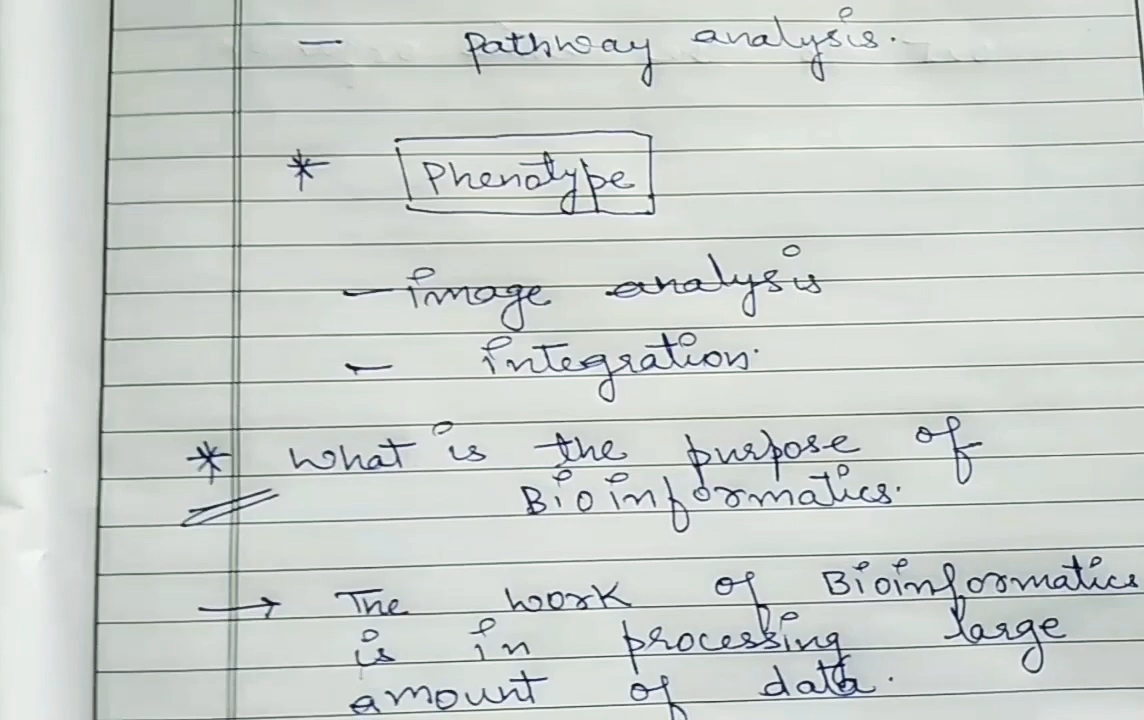 — Pathway analysis.
* Phenotype
— image analysis
— integration.
* What is the purpose of
Bioinformatics.
→ The work of Bioinformatics
is in processing large
amount of data.